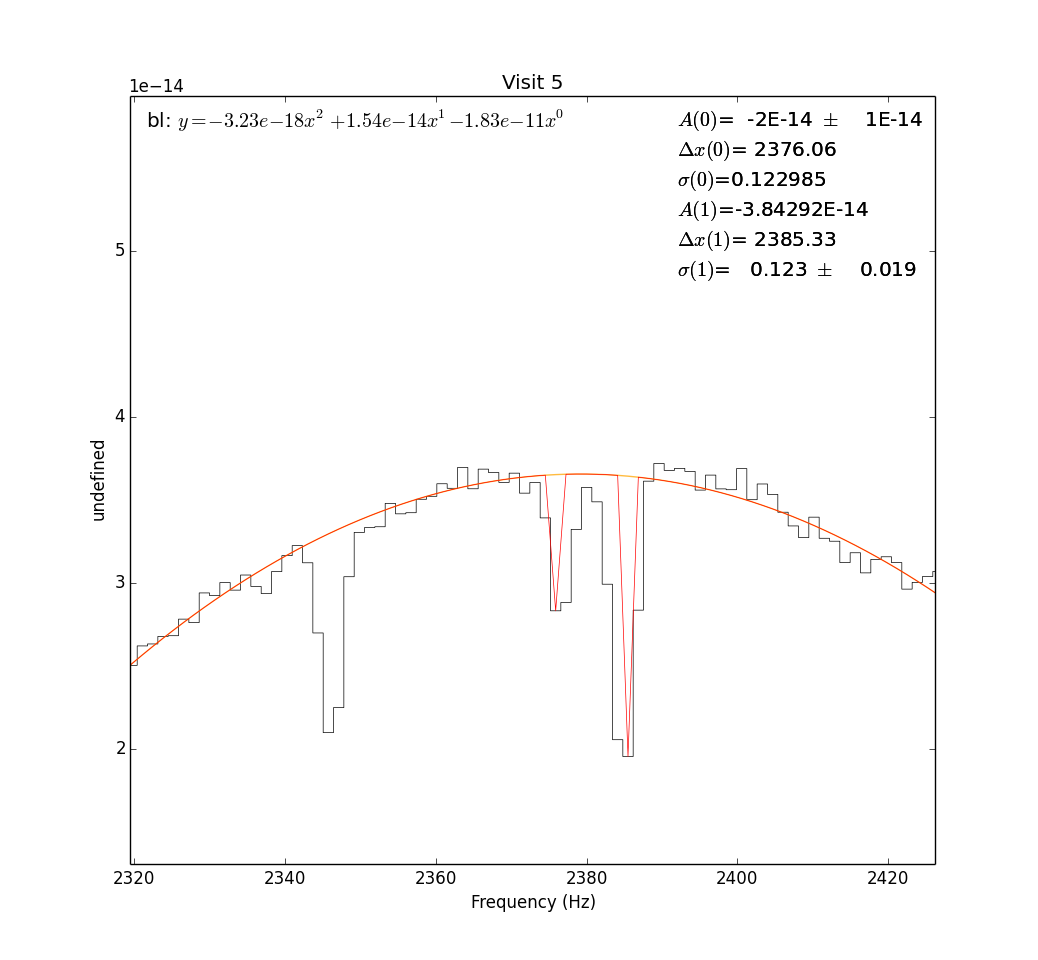 Visit 5
1e−14
bl: y=−3.23e−18x² +1.54e−14x¹ −1.83e−11x⁰
A(0)= -2E-14 ± 1E-14
Δx(0)= 2376.06
σ(0)=0.122985
A(1)=-3.84292E-14
Δx(1)= 2385.33
σ(1)= 0.123 ± 0.019
5
4
3
2
undefined
2320 2340 2360 2380 2400 2420
Frequency (Hz)